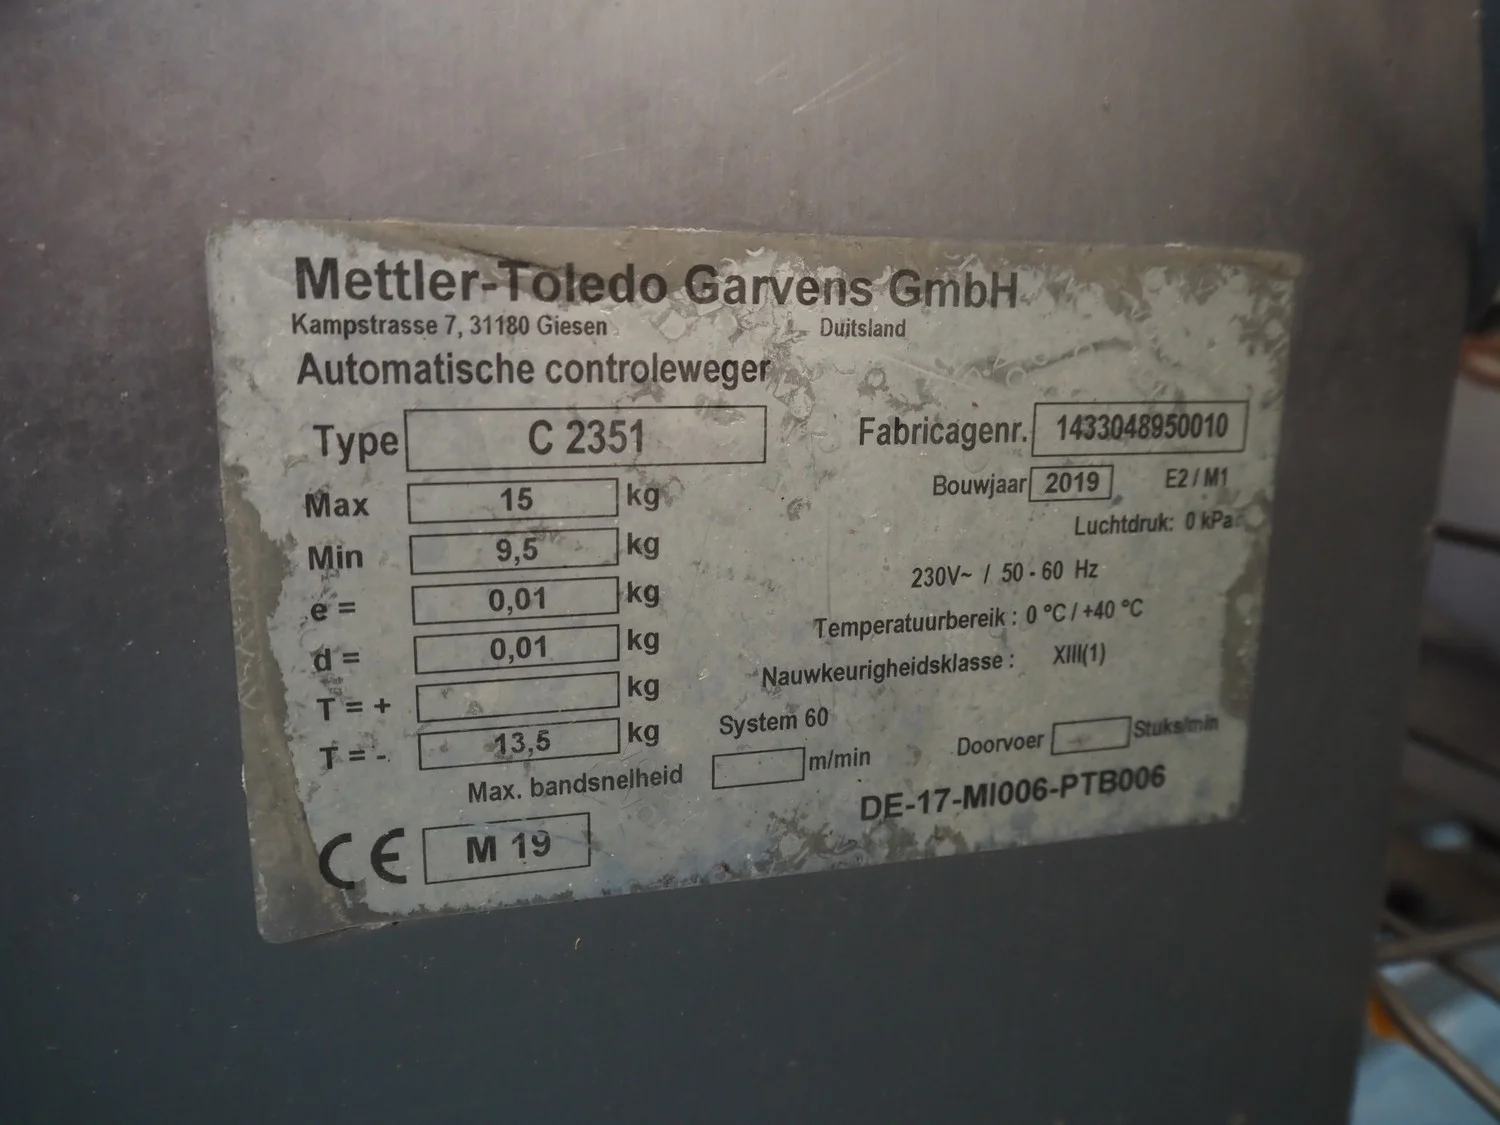 Mettler-Toledo Garvens GmbH
Kampstrasse 7, 31180 Giesen Duitsland
Automatische controleweger
Type C 2351
Fabricagenr. 1433048950010
Max 15 kg
Bouwjaar 2019 E2 / M1
Min 9,5 kg
Luchtdruk: 0 kPa
e = 0,01 kg
230V~ / 50 - 60 Hz
d = 0,01 kg
Temperatuurbereik : 0 °C / +40 °C
T = + kg
Nauwkeurigheidsklasse : XIII(1)
T = - 13,5 kg
System 60
Max. bandsnelheid m/min
Doorvoer Stuks/min
CE M 19
DE-17-MI006-PTB006